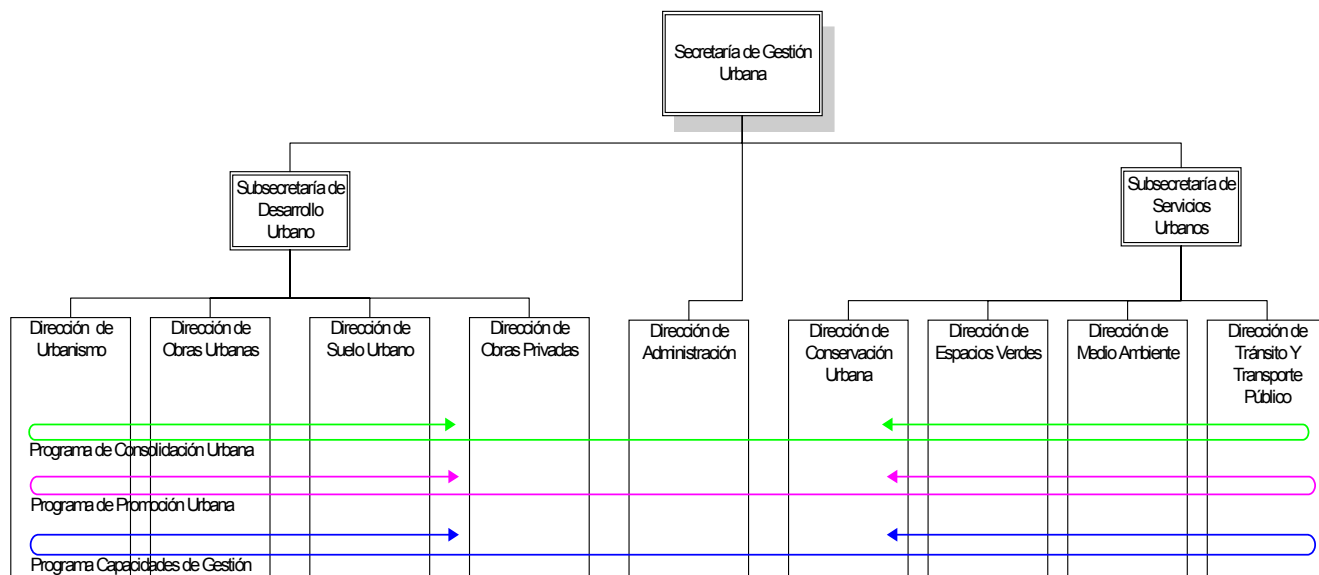 Secretaría de Gestión
Urbana
Subsecretaría de
Desarrollo
Urbano
Subsecretaría de
Servicios
Urbanos
Dirección de
Urbanismo
Dirección de
Obras Urbanas
Dirección de
Suelo Urbano
Dirección de
Obras Privadas
Dirección de
Administración
Dirección de
Conservación
Urbana
Dirección de
Espacios Verdes
Dirección de
Medio Ambiente
Dirección de
Tránsito Y
Transporte
Público
Programa de Consolidación Urbana
Programa de Promoción Urbana
Programa Capacidades de Gestión